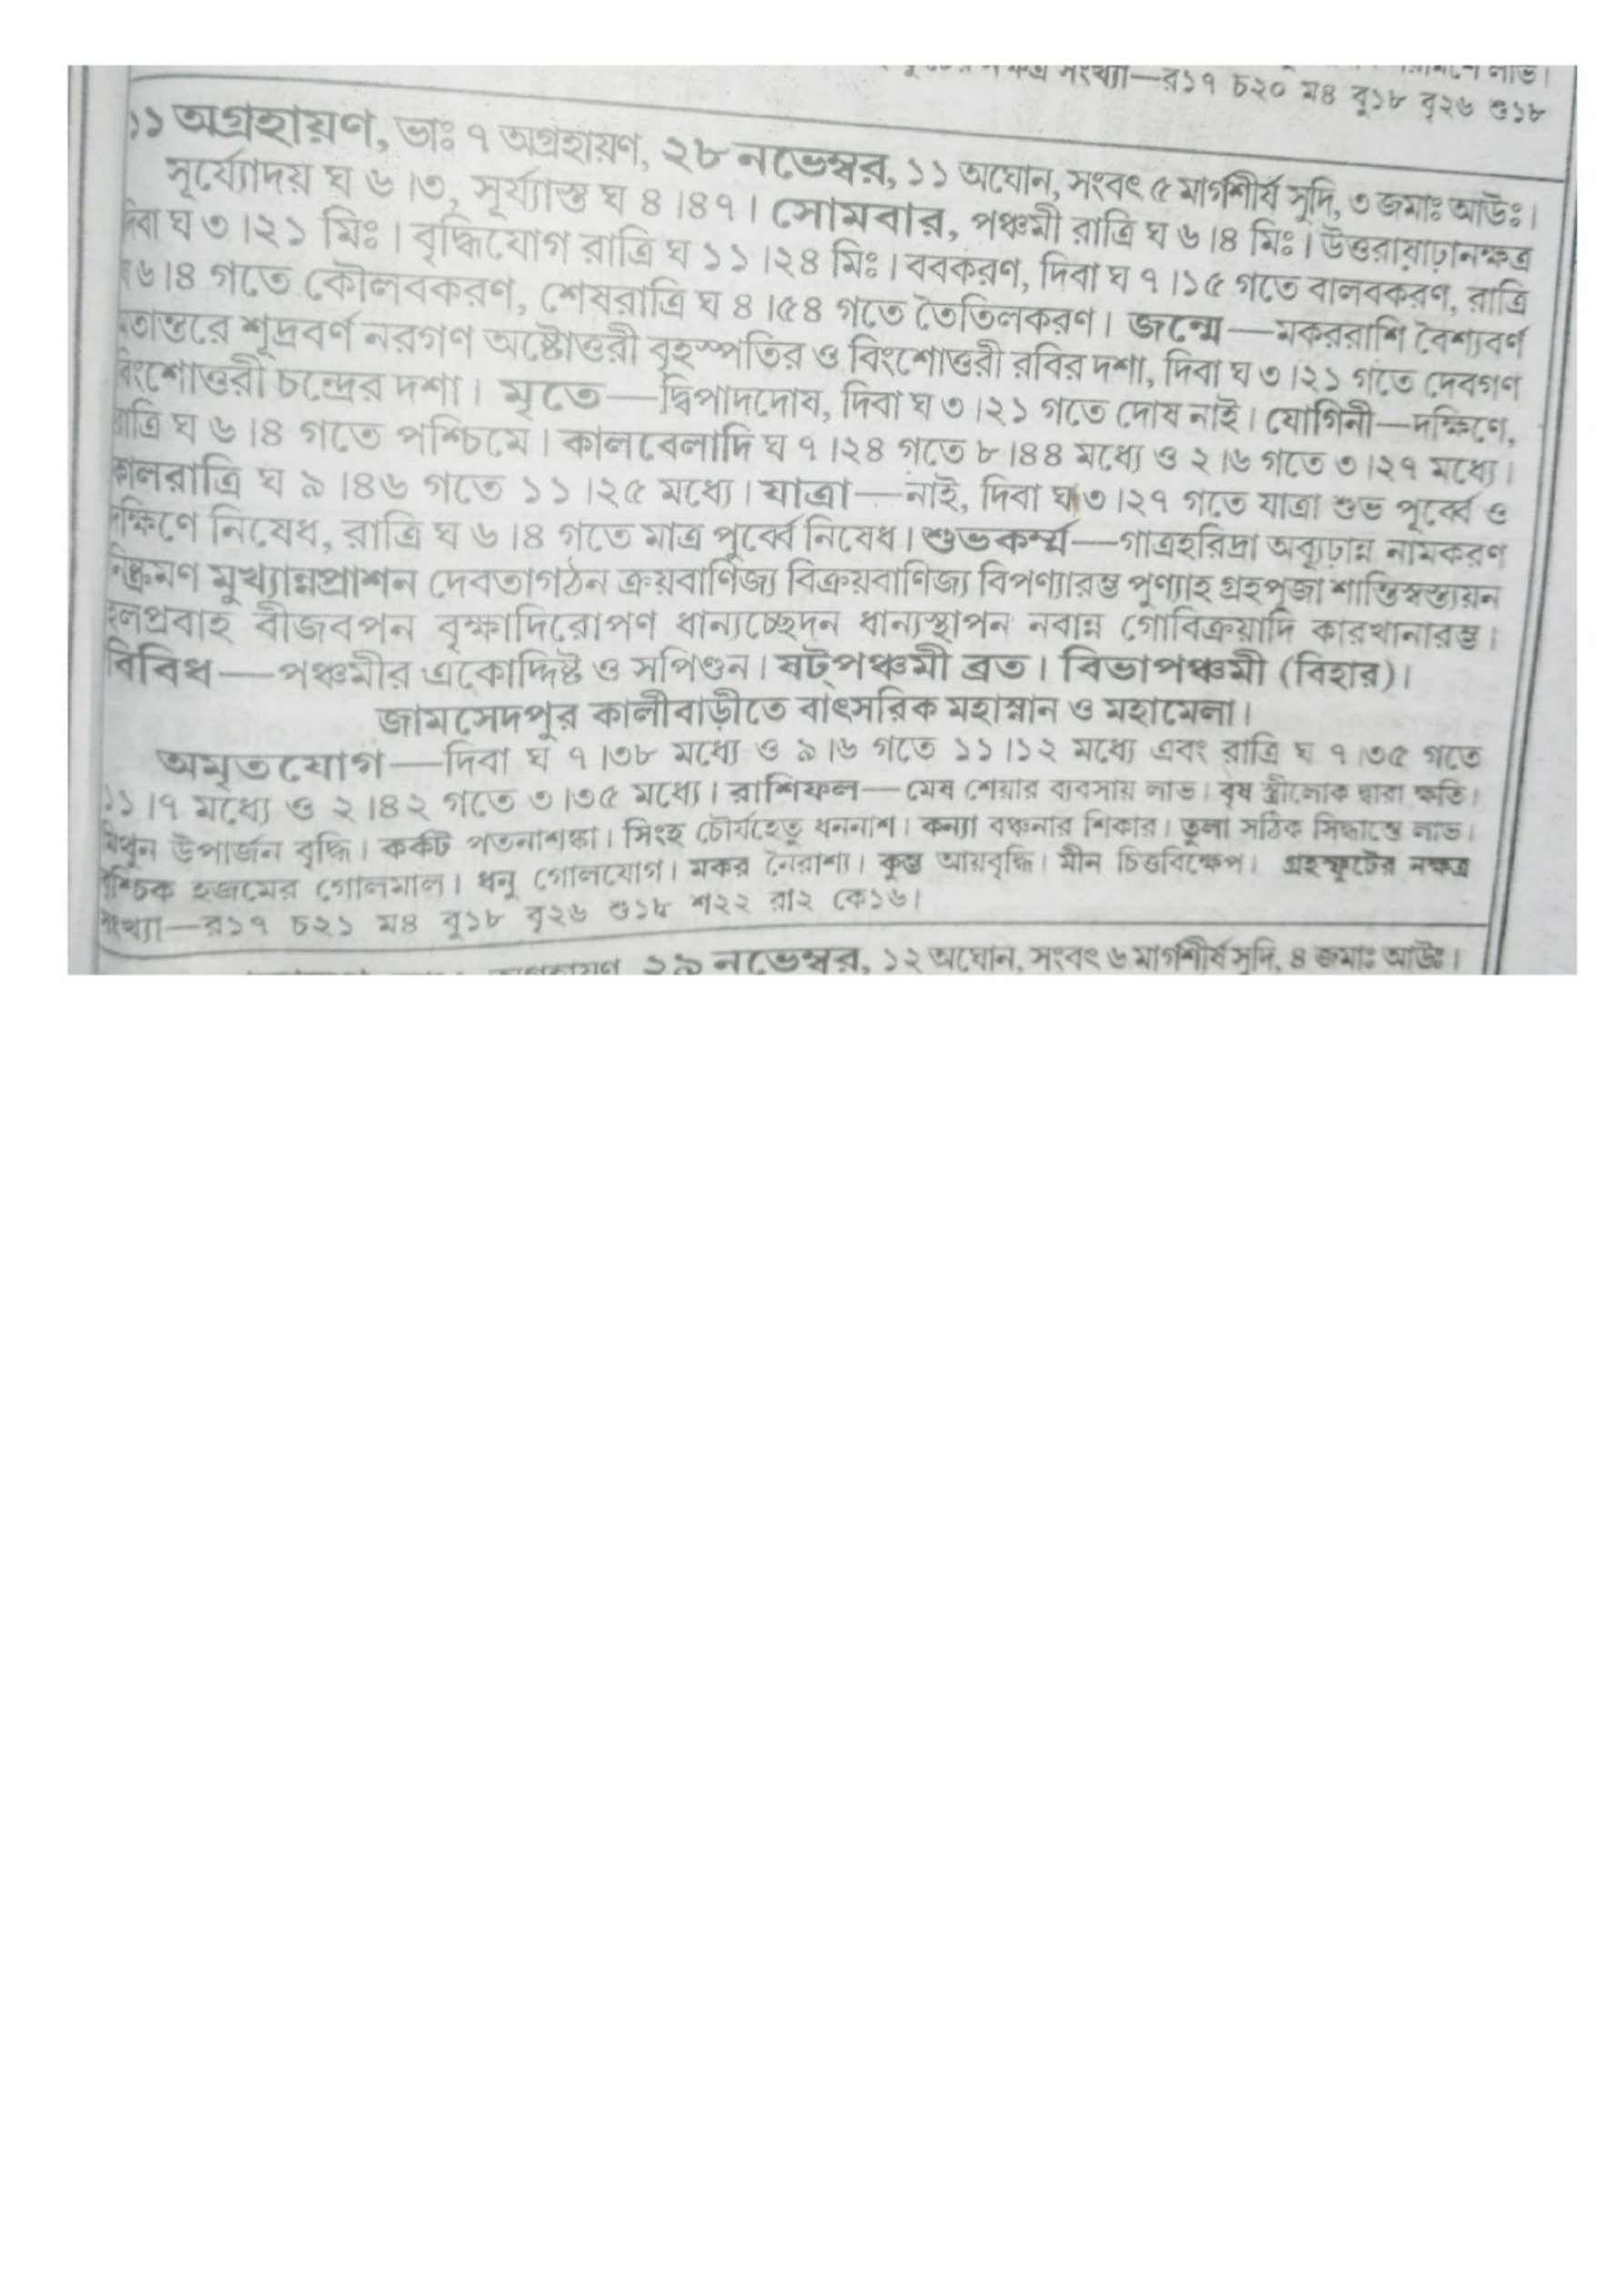 সংখ্যা—র১৭ চ২০ ম৪ বু১৮ বৃ২৬ শু১৮
১১ অগ্রহায়ণ, ভাঃ ৭ অগ্রহায়ণ, ২৮ নভেম্বর, ১১ অঘোন, সংবৎ ৫ মার্গশীর্ষ সুদি, ৩ জমাঃ আউঃ।
সূর্য্যোদয় ঘ ৬।৩, সূর্য্যাস্ত ঘ ৪।৪৭। সোমবার, পঞ্চমী রাত্রি ঘ ৬।৪ মিঃ। উত্তরাষাঢ়ানক্ষত্র
দিবা ঘ ৩।২১ মিঃ। বৃদ্ধিযোগ রাত্রি ঘ ১১।২৪ মিঃ। ববকরণ, দিবা ঘ ৭।১৫ গতে বালবকরণ, রাত্রি
ঘ ৬।৪ গতে কৌলবকরণ, শেষরাত্রি ঘ ৪।৫৪ গতে তৈতিলকরণ। জন্মে—মকররাশি বৈশ্যবর্ণ
মতান্তরে শূদ্রবর্ণ নরগণ অষ্টোত্তরী বৃহস্পতির ও বিংশোত্তরী রবির দশা, দিবা ঘ ৩।২১ গতে দেবগণ
বিংশোত্তরী চন্দ্রের দশা। মৃতে—দ্বিপাদদোষ, দিবা ঘ ৩।২১ গতে দোষ নাই। যোগিনী—দক্ষিণে,
রাত্রি ঘ ৬।৪ গতে পশ্চিমে। কালবেলাদি ঘ ৭।২৪ গতে ৮।৪৪ মধ্যে ও ২।৬ গতে ৩।২৭ মধ্যে।
কালরাত্রি ঘ ৯।৪৬ গতে ১১।২৫ মধ্যে। যাত্রা—নাই, দিবা ঘ ৩।২৭ গতে যাত্রা শুভ পূর্ব্বে ও
দক্ষিণে নিষেধ, রাত্রি ঘ ৬।৪ গতে মাত্র পুর্ব্বে নিষেধ। শুভকর্ম্ম—গাত্রহরিদ্রা অব্যূঢ়ান্ন নামকরণ
নিষ্ক্রমণ মুখ্যান্নপ্রাশন দেবতাগঠন ক্রয়বাণিজ্য বিক্রয়বাণিজ্য বিপণ্যারম্ভ পুণ্যাহ গ্রহপূজা শান্তিস্বস্ত্যয়ন
হলপ্রবাহ বীজবপন বৃক্ষাদিরোপণ ধান্যচ্ছেদন ধান্যস্থাপন নবান্ন গোবিক্রয়াদি কারখানারম্ভ।
বিবিধ—পঞ্চমীর একোদ্দিষ্ট ও সপিণ্ডন। ষট্‌পঞ্চমী ব্রত। বিভাপঞ্চমী (বিহার)।
জামসেদপুর কালীবাড়ীতে বাৎসরিক মহাস্নান ও মহামেলা।
অমৃতযোগ—দিবা ঘ ৭।৩৮ মধ্যে ও ৯।৬ গতে ১১।১২ মধ্যে এবং রাত্রি ঘ ৭।৩৫ গতে
১১।৭ মধ্যে ও ২।৪২ গতে ৩।৩৫ মধ্যে। রাশিফল—মেষ শেয়ার ব্যবসায় লাভ। বৃষ স্ত্রীলোক দ্বারা ক্ষতি।
মিথুন উপার্জন বৃদ্ধি। কর্কট পতনাশঙ্কা। সিংহ চৌর্যহেতু ধননাশ। কন্যা বঞ্চনার শিকার। তুলা সঠিক সিদ্ধান্তে লাভ।
বৃশ্চিক হজমের গোলমাল। ধনু গোলযোগ। মকর নৈরাশ্য। কুম্ভ আয়বৃদ্ধি। মীন চিত্তবিক্ষেপ। গ্রহস্ফুটের নক্ষত্র
সংখ্যা—র১৭ চ২১ ম৪ বু১৮ বৃ২৬ শু১৮ শ২২ রা২ কে১৬।
২৯ নভেম্বর, ১২ অঘোন, সংবৎ ৬ মার্গশীর্ষ সুদি, ৪ জমাঃ আউঃ।